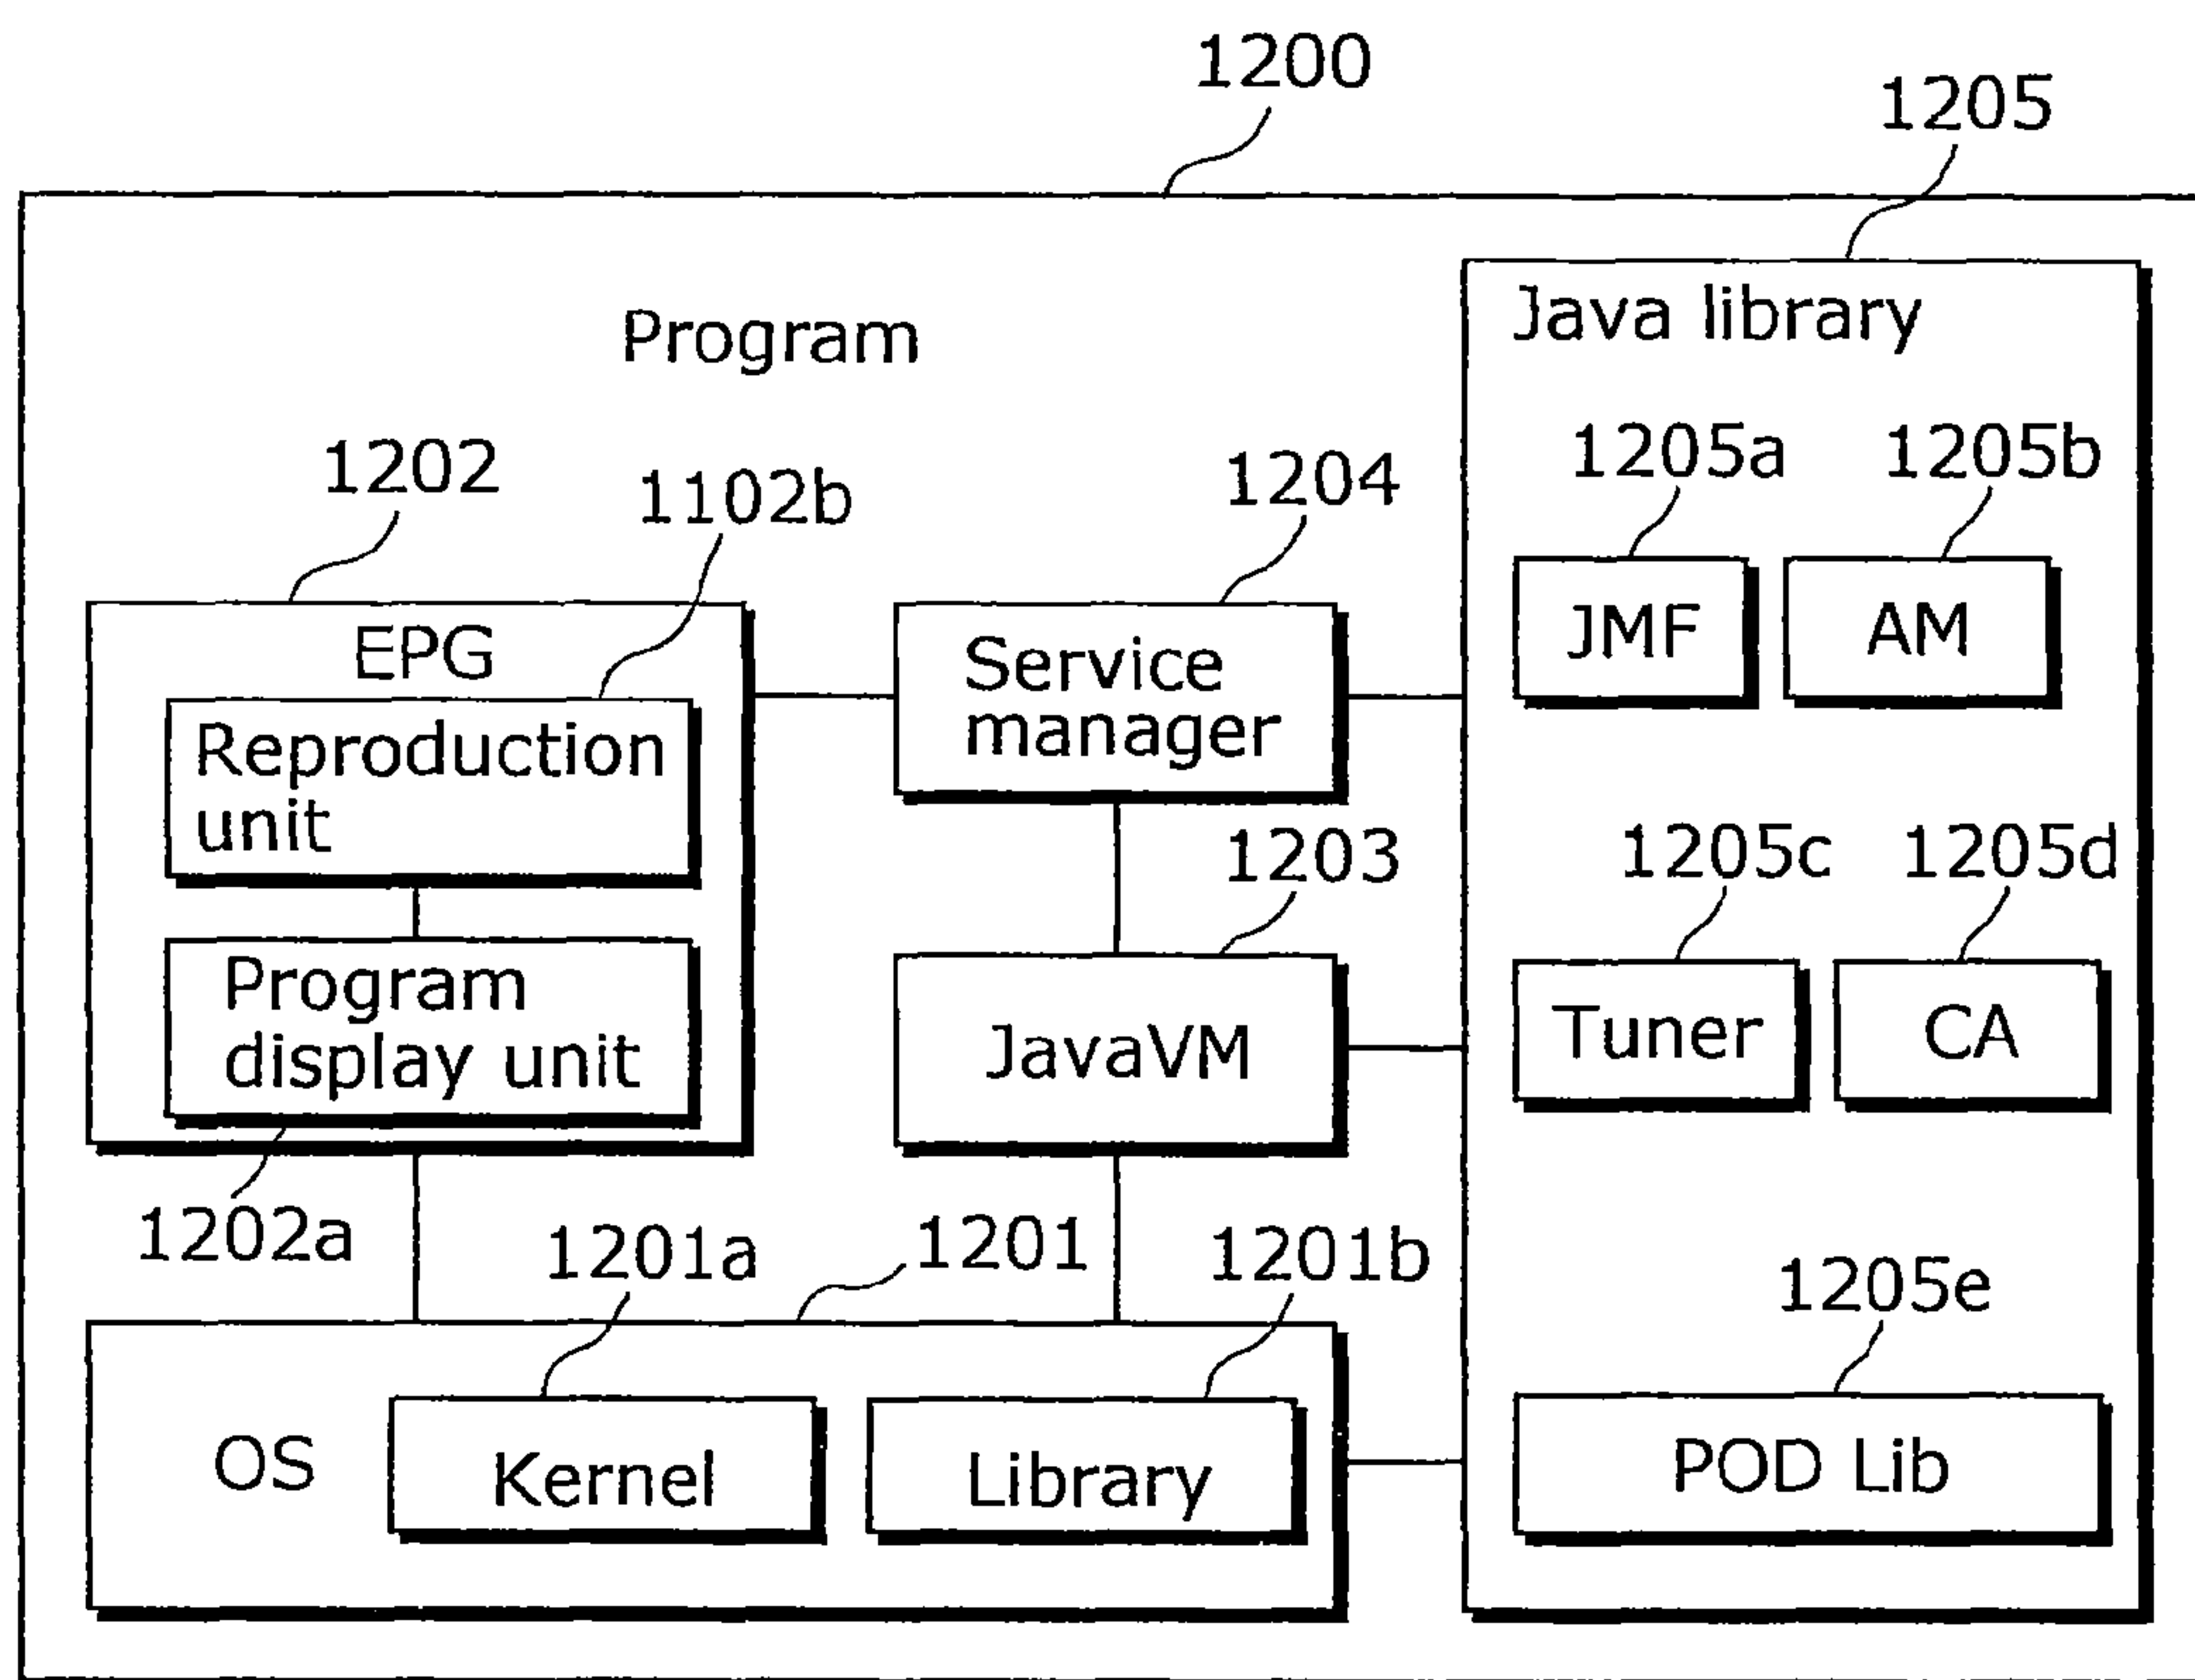 1200
1205
Program
Java library
1202
1102b
1204
1205a
1205b
EPG
Reproduction
unit
Service
manager
JMF
AM
1203
1205c
1205d
Program
display unit
JavaVM
Tuner
CA
1202a
1201a
1201
1201b
1205e
OS
Kernel
Library
POD Lib